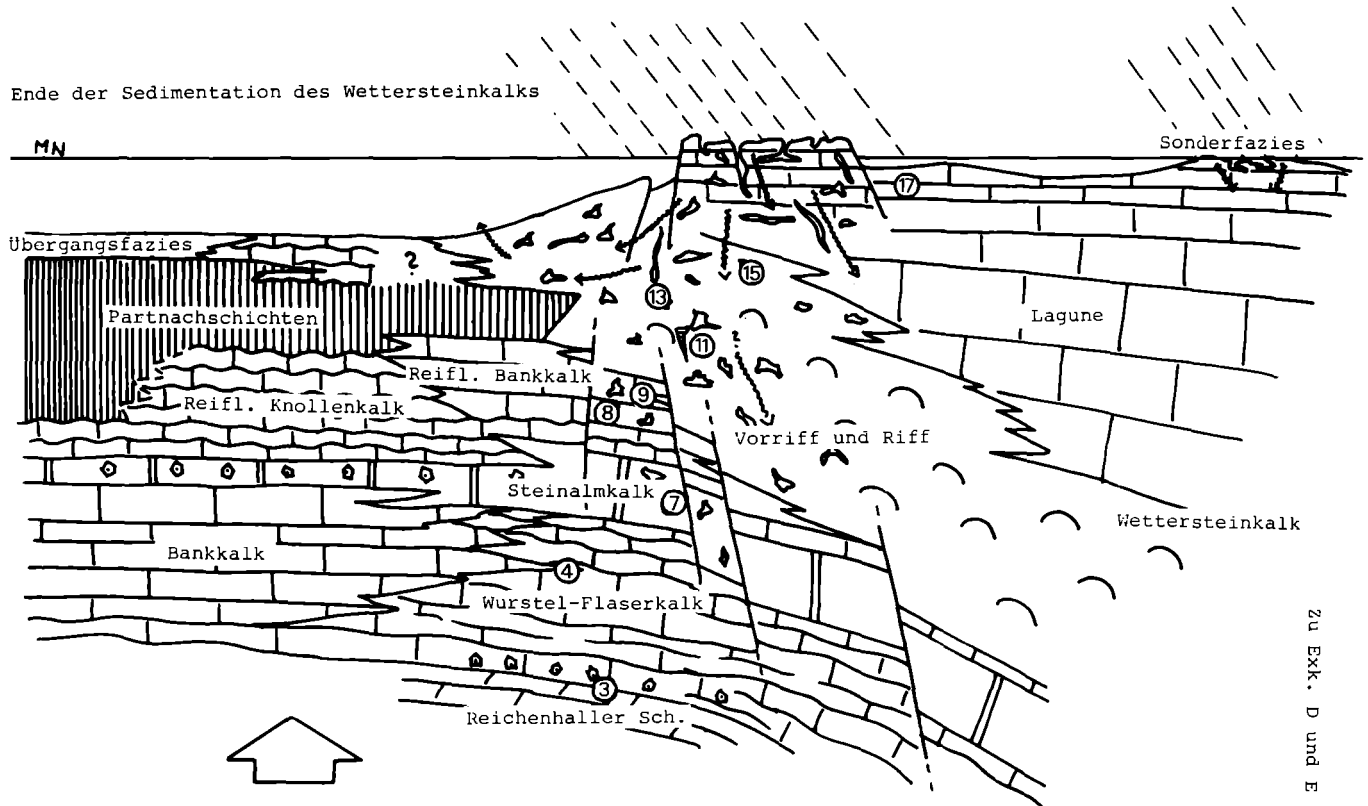 Ende der Sedimentation des Wettersteinkalks
MN
Sonderfazies
17
Übergangsfazies
?
15
13
Partnachschichten
Lagune
11
?
Reifl. Bankkalk
9
Reifl. Knollenkalk
8
Vorriff und Riff
Steinalmkalk
7
Wettersteinkalk
Bankkalk
4
Wurstel-Flaserkalk
3
Reichenhaller Sch.
Zu Exk. D und E